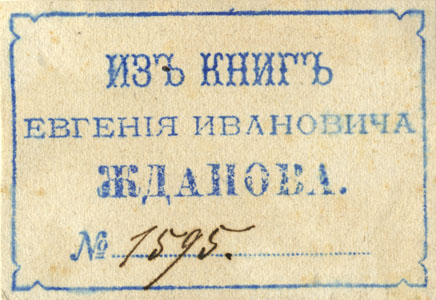 ИЗЪ КНИГЪ
ЕВГЕНІЯ ИВАНОВИЧА
ЖДАНОВА.
№ 1595.